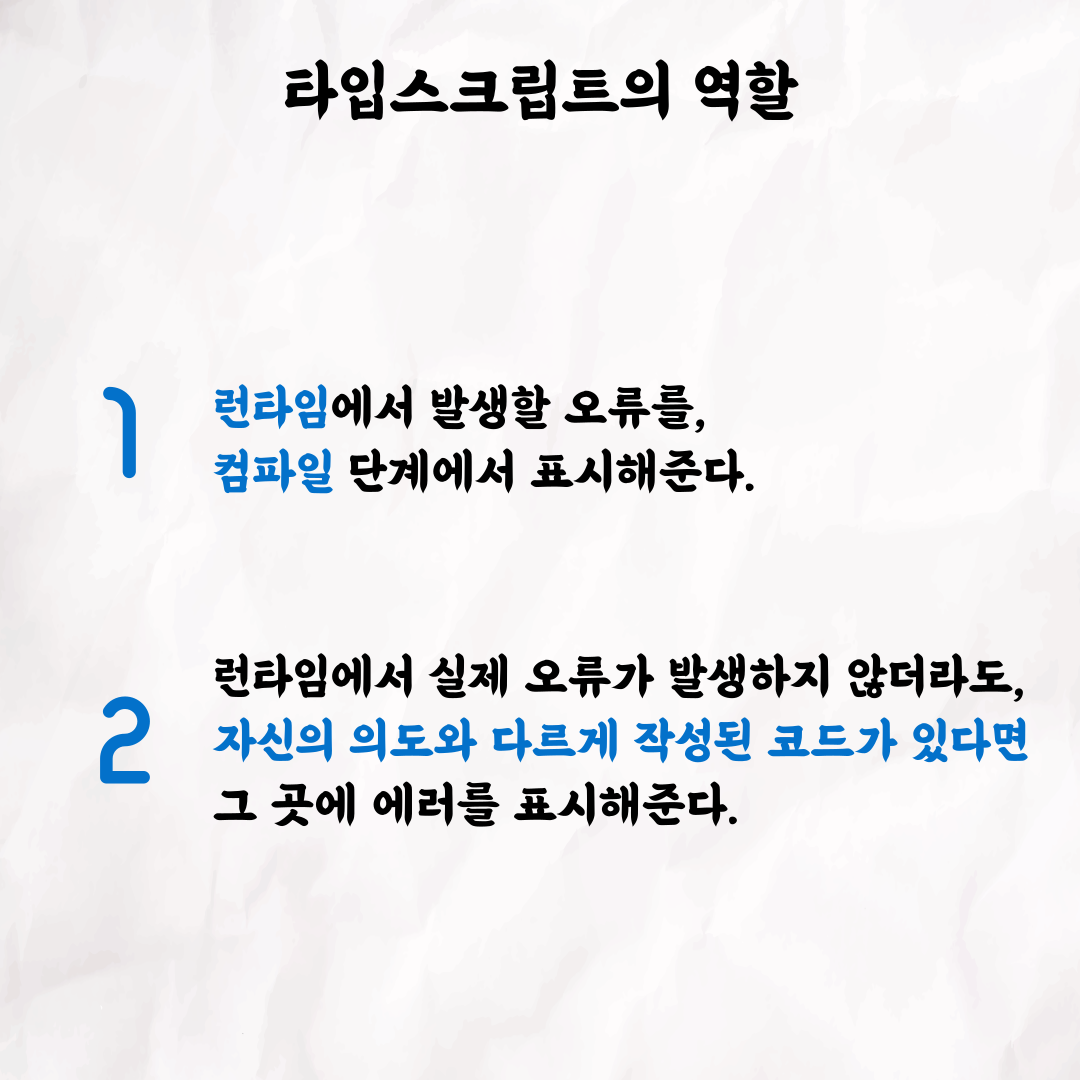 타입스크립트의 역할
1
런타임에서 발생할 오류를,
컴파일 단계에서 표시해준다.
2
런타임에서 실제 오류가 발생하지 않더라도,
자신의 의도와 다르게 작성된 코드가 있다면
그 곳에 에러를 표시해준다.